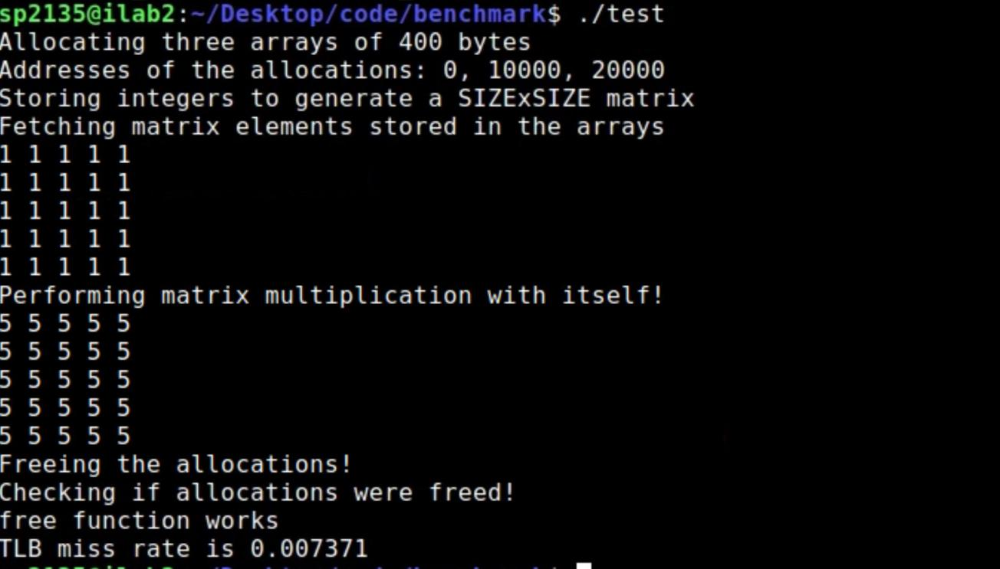 sp2135@ilab2:~/Desktop/code/benchmark$ ./test
Allocating three arrays of 400 bytes
Addresses of the allocations: 0, 10000, 20000
Storing integers to generate a SIZExSIZE matrix
Fetching matrix elements stored in the arrays
1 1 1 1 1
1 1 1 1 1
1 1 1 1 1
1 1 1 1 1
1 1 1 1 1
Performing matrix multiplication with itself!
5 5 5 5 5
5 5 5 5 5
5 5 5 5 5
5 5 5 5 5
5 5 5 5 5
Freeing the allocations!
Checking if allocations were freed!
free function works
TLB miss rate is 0.007371